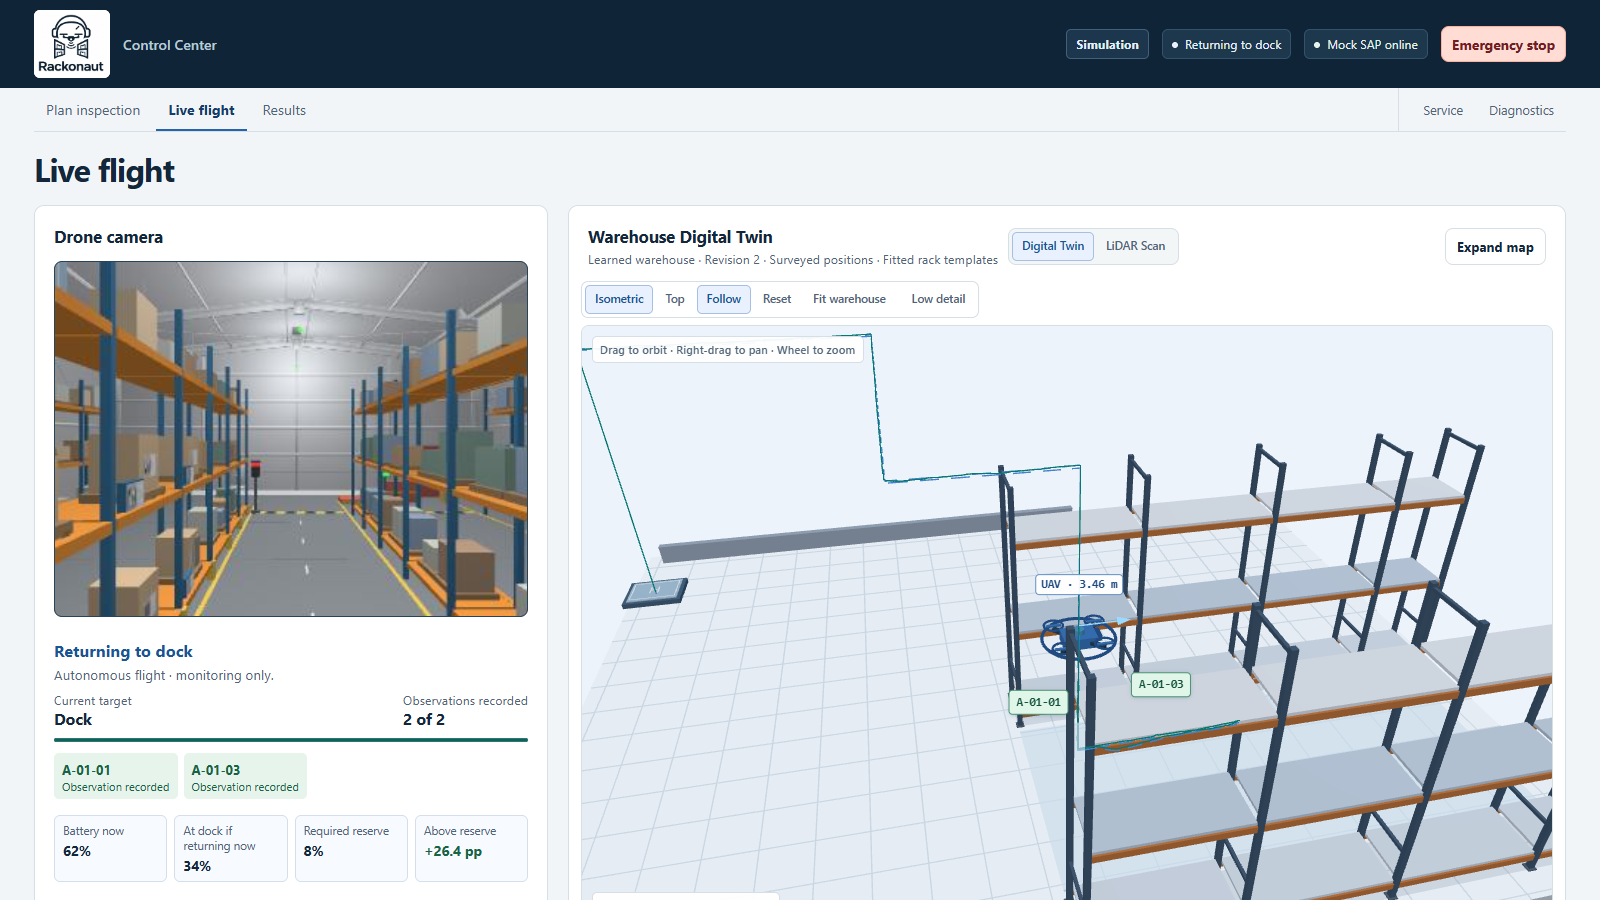 Rackonaut
Control Center
Simulation
Returning to dock
Mock SAP online
Emergency stop
Plan inspection
Live flight
Results
Service
Diagnostics
Live flight
Drone camera
Returning to dock
Autonomous flight · monitoring only.
Current target
Dock
Observations recorded
2 of 2
A-01-01
Observation recorded
A-01-03
Observation recorded
Battery now
62%
At dock if
returning now
34%
Required reserve
8%
Above reserve
+26.4 pp
Warehouse Digital Twin
Learned warehouse · Revision 2 · Surveyed positions · Fitted rack templates
Digital Twin
LiDAR Scan
Expand map
Isometric
Top
Follow
Reset
Fit warehouse
Low detail
Drag to orbit · Right-drag to pan · Wheel to zoom
UAV · 3.46 m
A-01-03
A-01-01